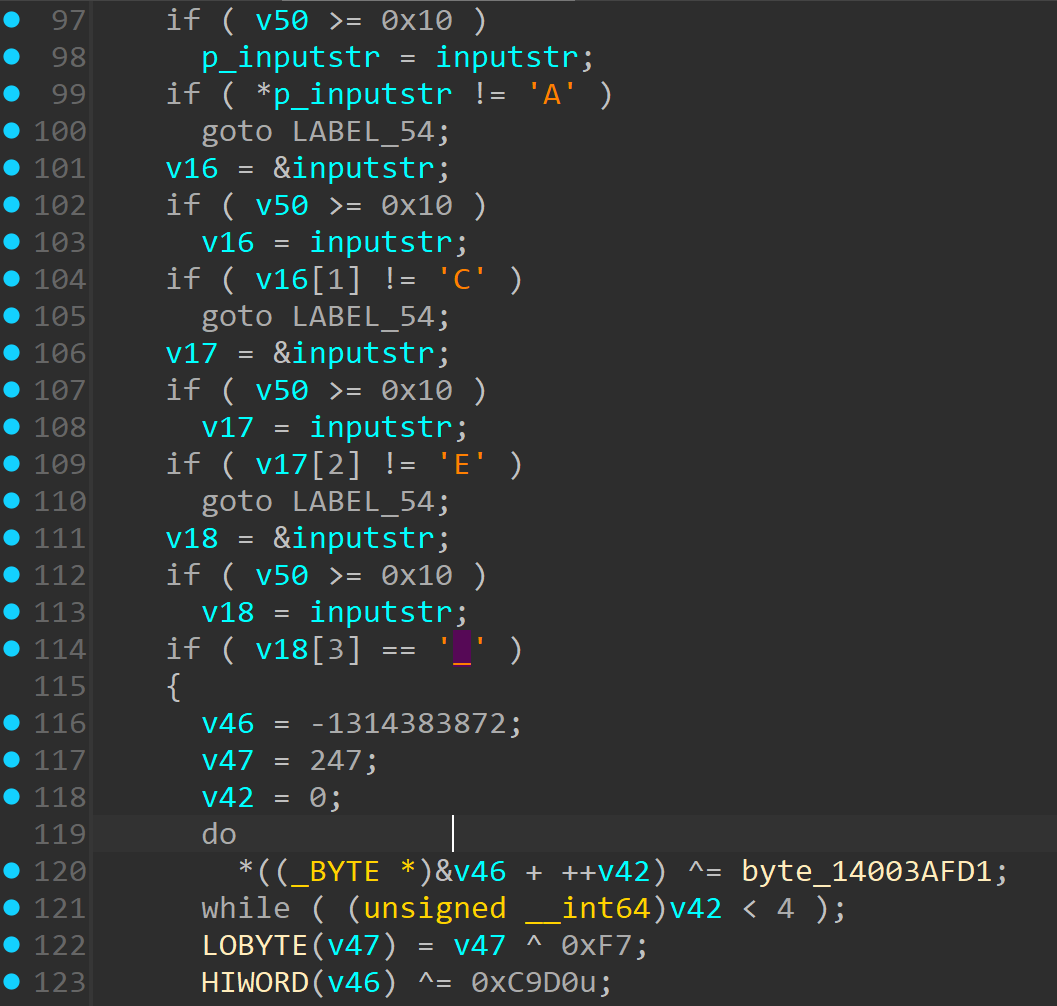 97 if ( v50 >= 0x10 )
98 p_inputstr = inputstr;
99 if ( *p_inputstr != 'A' )
100 goto LABEL_54;
101 v16 = &inputstr;
102 if ( v50 >= 0x10 )
103 v16 = inputstr;
104 if ( v16[1] != 'C' )
105 goto LABEL_54;
106 v17 = &inputstr;
107 if ( v50 >= 0x10 )
108 v17 = inputstr;
109 if ( v17[2] != 'E' )
110 goto LABEL_54;
111 v18 = &inputstr;
112 if ( v50 >= 0x10 )
113 v18 = inputstr;
114 if ( v18[3] == '_' )
115 {
116 v46 = -1314383872;
117 v47 = 247;
118 v42 = 0;
119 do
120 *((_BYTE *)&v46 + ++v42) ^= byte_14003AFD1;
121 while ( (unsigned __int64)v42 < 4 );
122 LOBYTE(v47) = v47 ^ 0xF7;
123 HIWORD(v46) ^= 0xC9D0u;